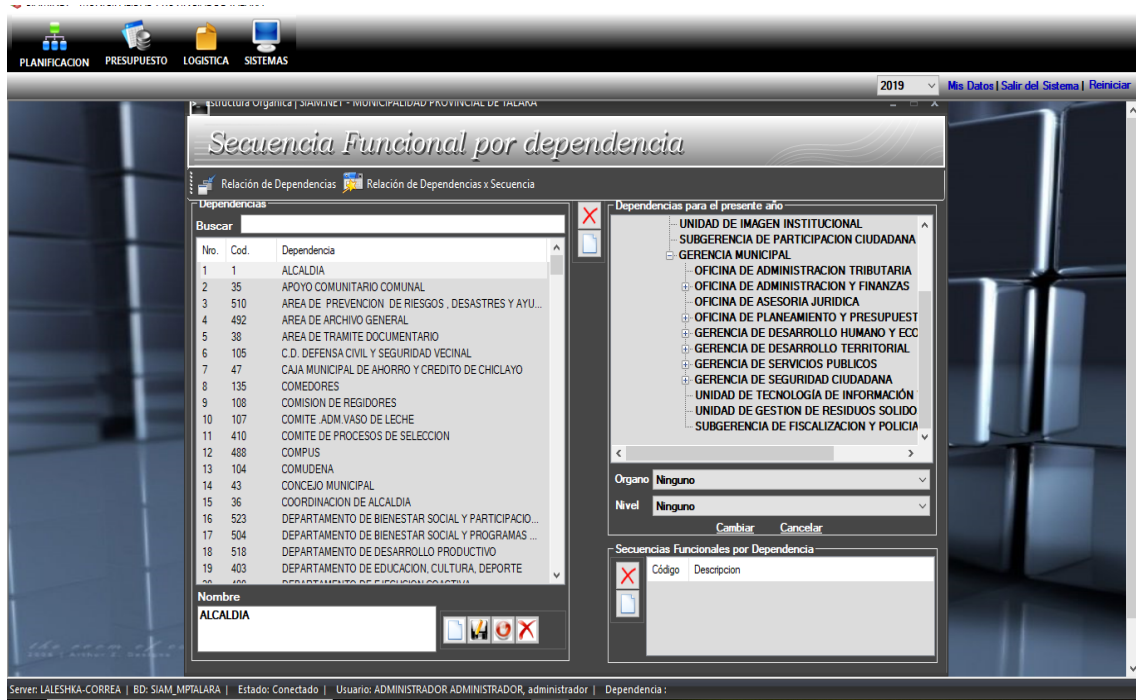 PLANIFICACION PRESUPUESTO LOGISTICA SISTEMAS
2019 Mis Datos | Salir del Sistema | Reiniciar
Estructura Organica | SIAM.NET - MUNICIPALIDAD PROVINCIAL DE TALARA
Secuencia Funcional por dependencia
Relación de Dependencias Relación de Dependencias x Secuencia
Dependencias
Buscar
Nro. Cod. Dependencia
1 1 ALCALDIA
2 35 APOYO COMUNITARIO COMUNAL
3 510 AREA DE PREVENCION DE RIESGOS , DESASTRES Y AYU...
4 492 AREA DE ARCHIVO GENERAL
5 38 AREA DE TRAMITE DOCUMENTARIO
6 105 C.D. DEFENSA CIVIL Y SEGURIDAD VECINAL
7 47 CAJA MUNICIPAL DE AHORRO Y CREDITO DE CHICLAYO
8 135 COMEDORES
9 108 COMISION DE REGIDORES
10 107 COMITE .ADM.VASO DE LECHE
11 410 COMITE DE PROCESOS DE SELECCION
12 488 COMPUS
13 104 COMUDENA
14 43 CONCEJO MUNICIPAL
15 36 COORDINACION DE ALCALDIA
16 523 DEPARTAMENTO DE BIENESTAR SOCIAL Y PARTICIPACIO...
17 504 DEPARTAMENTO DE BIENESTAR SOCIAL Y PROGRAMAS ...
18 518 DEPARTAMENTO DE DESARROLLO PRODUCTIVO
19 403 DEPARTAMENTO DE EDUCACION, CULTURA, DEPORTE
20 DEPARTAMENTO DE EJECUCION COACTIVA
Nombre
ALCALDIA
Dependencias para el presente año
UNIDAD DE IMAGEN INSTITUCIONAL
SUBGERENCIA DE PARTICIPACION CIUDADANA
GERENCIA MUNICIPAL
OFICINA DE ADMINISTRACION TRIBUTARIA
OFICINA DE ADMINISTRACION Y FINANZAS
OFICINA DE ASESORIA JURIDICA
OFICINA DE PLANEAMIENTO Y PRESUPUEST
GERENCIA DE DESARROLLO HUMANO Y ECC
GERENCIA DE DESARROLLO TERRITORIAL
GERENCIA DE SERVICIOS PUBLICOS
GERENCIA DE SEGURIDAD CIUDADANA
UNIDAD DE TECNOLOGÍA DE INFORMACIÓN
UNIDAD DE GESTION DE RESIDUOS SOLIDO
SUBGERENCIA DE FISCALIZACION Y POLICIA
Organo Ninguno
Nivel Ninguno
Cambiar Cancelar
Secuencias Funcionales por Dependencia
Código Descripcion
Server: LALESHKA-CORREA | BD: SIAM_MPTALARA | Estado: Conectado | Usuario: ADMINISTRADOR ADMINISTRADOR, administrador | Dependencia :